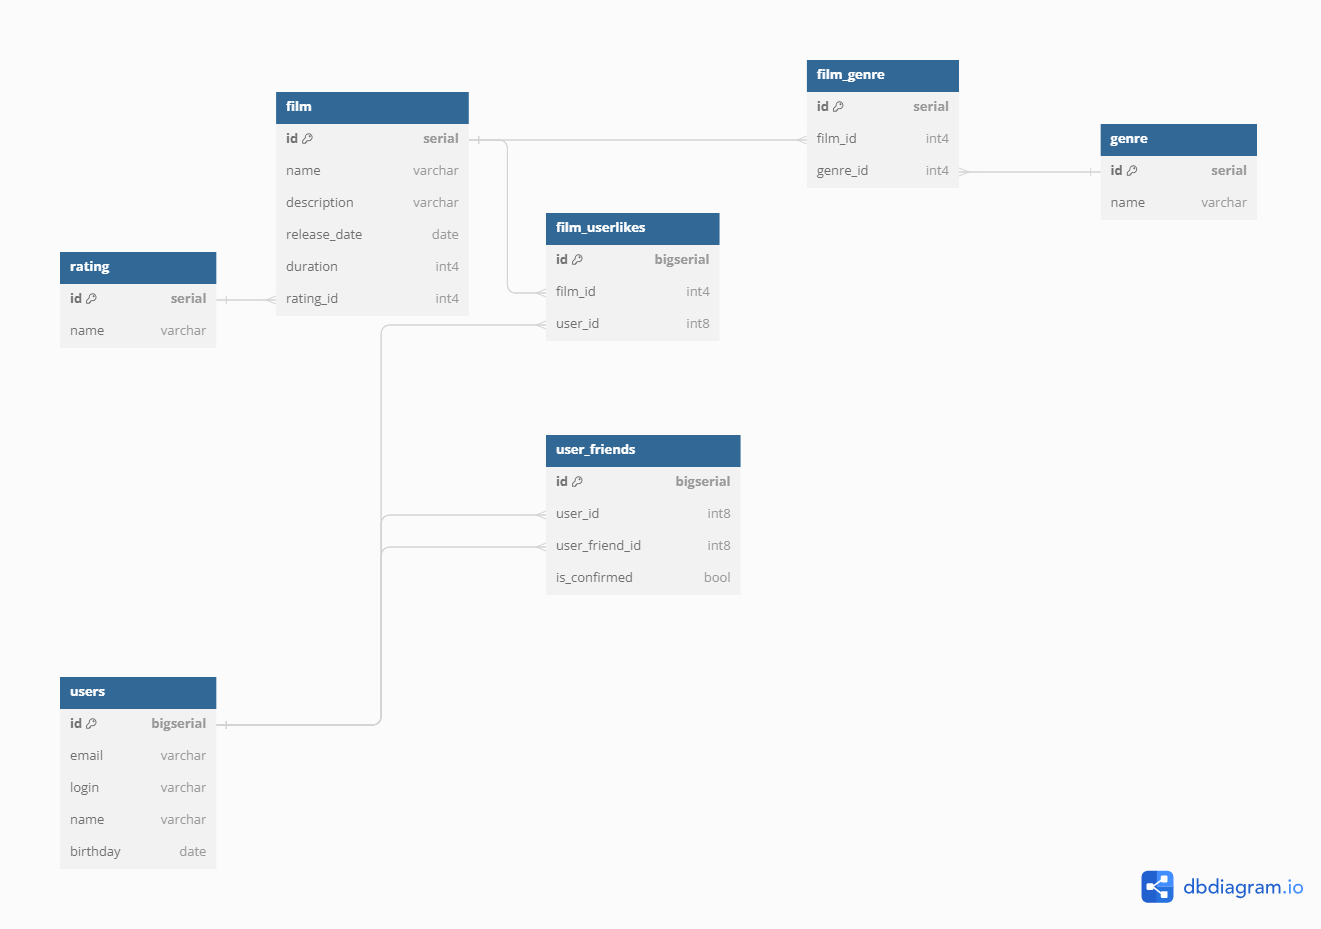 film
id serial
name varchar
description varchar
release_date date
duration int4
rating_id int4
film_genre
id serial
film_id int4
genre_id int4
genre
id serial
name varchar
film_userlikes
id bigserial
film_id int4
user_id int8
rating
id serial
name varchar
user_friends
id bigserial
user_id int8
user_friend_id int8
is_confirmed bool
users
id bigserial
email varchar
login varchar
name varchar
birthday date
dbdiagram.io